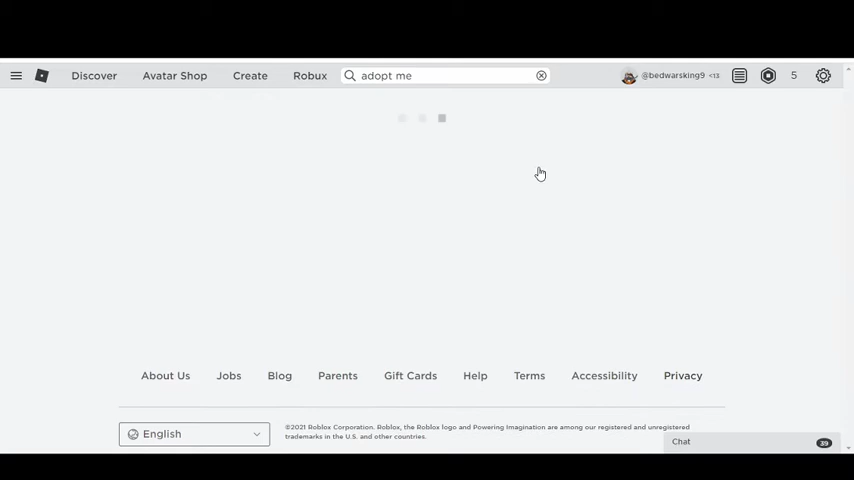 Discover Avatar Shop Create Robux adopt me @bedwarsking9 <13 5
About Us Jobs Blog Parents Gift Cards Help Terms Accessibility Privacy
English
©2021 Roblox Corporation. Roblox, the Roblox logo and Powering Imagination are among our registered and unregistered
trademarks in the U.S. and other countries.
Chat 39